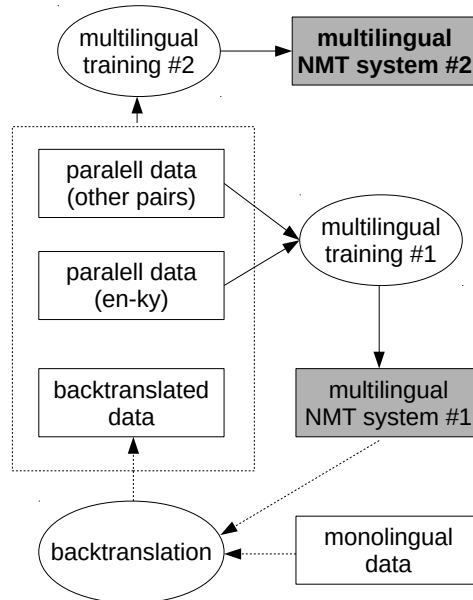 multilingual
training #2
multilingual
NMT system #2
paralell data
(other pairs)
multilingual
training #1
paralell data
(en-ky)
backtranslated
data
multilingual
NMT system #1
backtranslation
monolingual
data